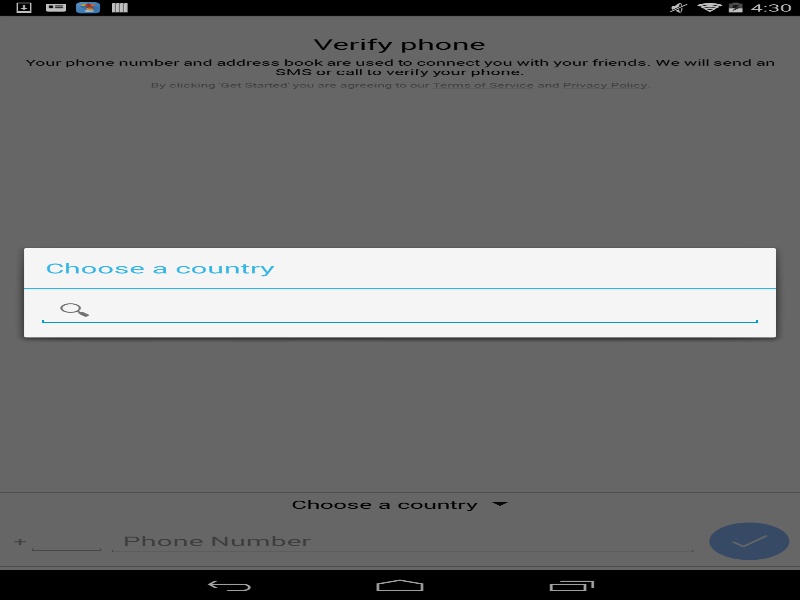 4:30
Verify phone
Your phone number and address book are used to connect you with your friends. We will send an
SMS or call to verify your phone.
By clicking 'Get Started' you are agreeing to our Terms of Service and Privacy Policy.
Choose a country
Choose a country
+
Phone Number